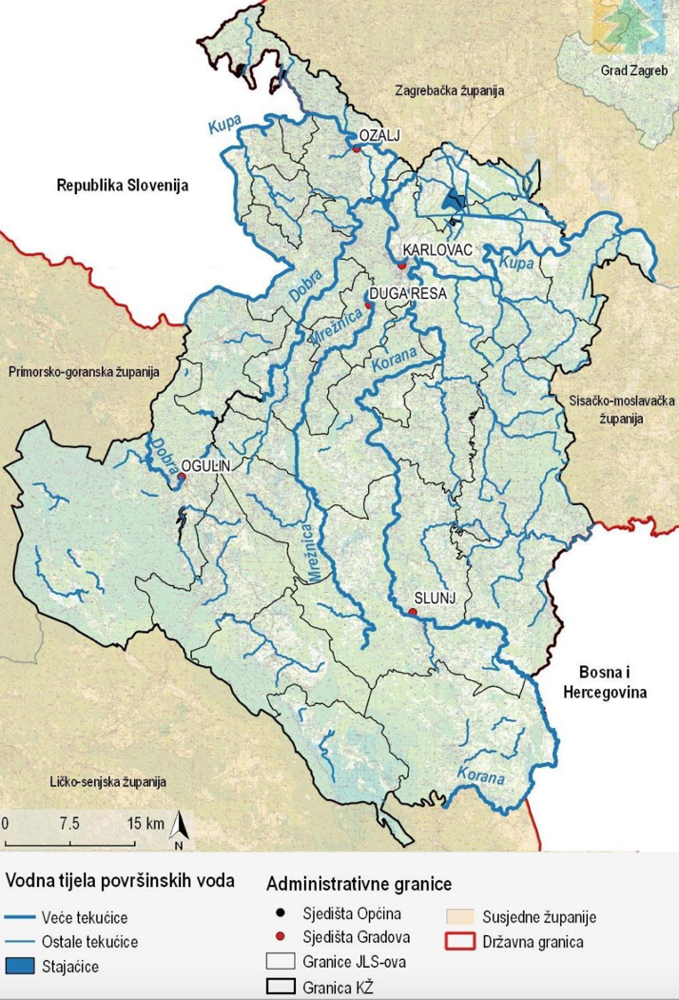 Grad Zagreb
Zagrebačka županija
Kupa
OZALJ
Republika Slovenija
KARLOVAC
Kupa
Dobra
DUGA RESA
Mrežnica
Korana
Primorsko-goranska županija
Sisačko-moslavačka
županija
Dobra
OGULIN
Mrežnica
SLUNJ
Bosna i
Hercegovina
Korana
Ličko-senjska županija
0 7.5 15 km
N
Vodna tijela površinskih voda
Veće tekućice
Ostale tekućice
Stajaćice
Administrativne granice
Sjedišta Općina
Sjedišta Gradova
Granice JLS-ova
Granica KŽ
Susjedne županije
Državna granica